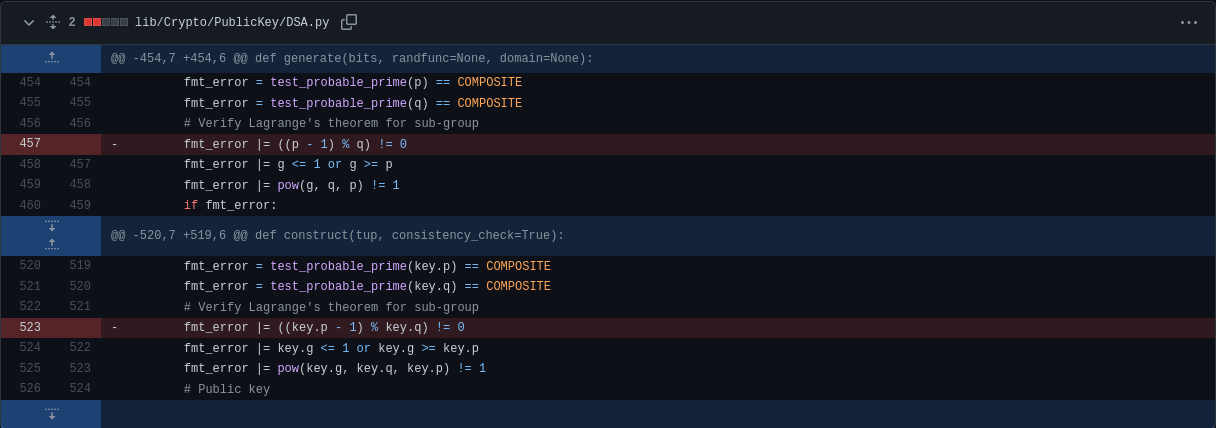 2 lib/Crypto/PublicKey/DSA.py
@@ -454,7 +454,6 @@ def generate(bits, randfunc=None, domain=None):
454 454 fmt_error = test_probable_prime(p) == COMPOSITE
455 455 fmt_error = test_probable_prime(q) == COMPOSITE
456 456 # Verify Lagrange's theorem for sub-group
457 - fmt_error |= ((p - 1) % q) != 0
458 457 fmt_error |= g <= 1 or g >= p
459 458 fmt_error |= pow(g, q, p) != 1
460 459 if fmt_error:
@@ -520,7 +519,6 @@ def construct(tup, consistency_check=True):
520 519 fmt_error = test_probable_prime(key.p) == COMPOSITE
521 520 fmt_error = test_probable_prime(key.q) == COMPOSITE
522 521 # Verify Lagrange's theorem for sub-group
523 - fmt_error |= ((key.p - 1) % key.q) != 0
524 522 fmt_error |= key.g <= 1 or key.g >= key.p
525 523 fmt_error |= pow(key.g, key.q, key.p) != 1
526 524 # Public key